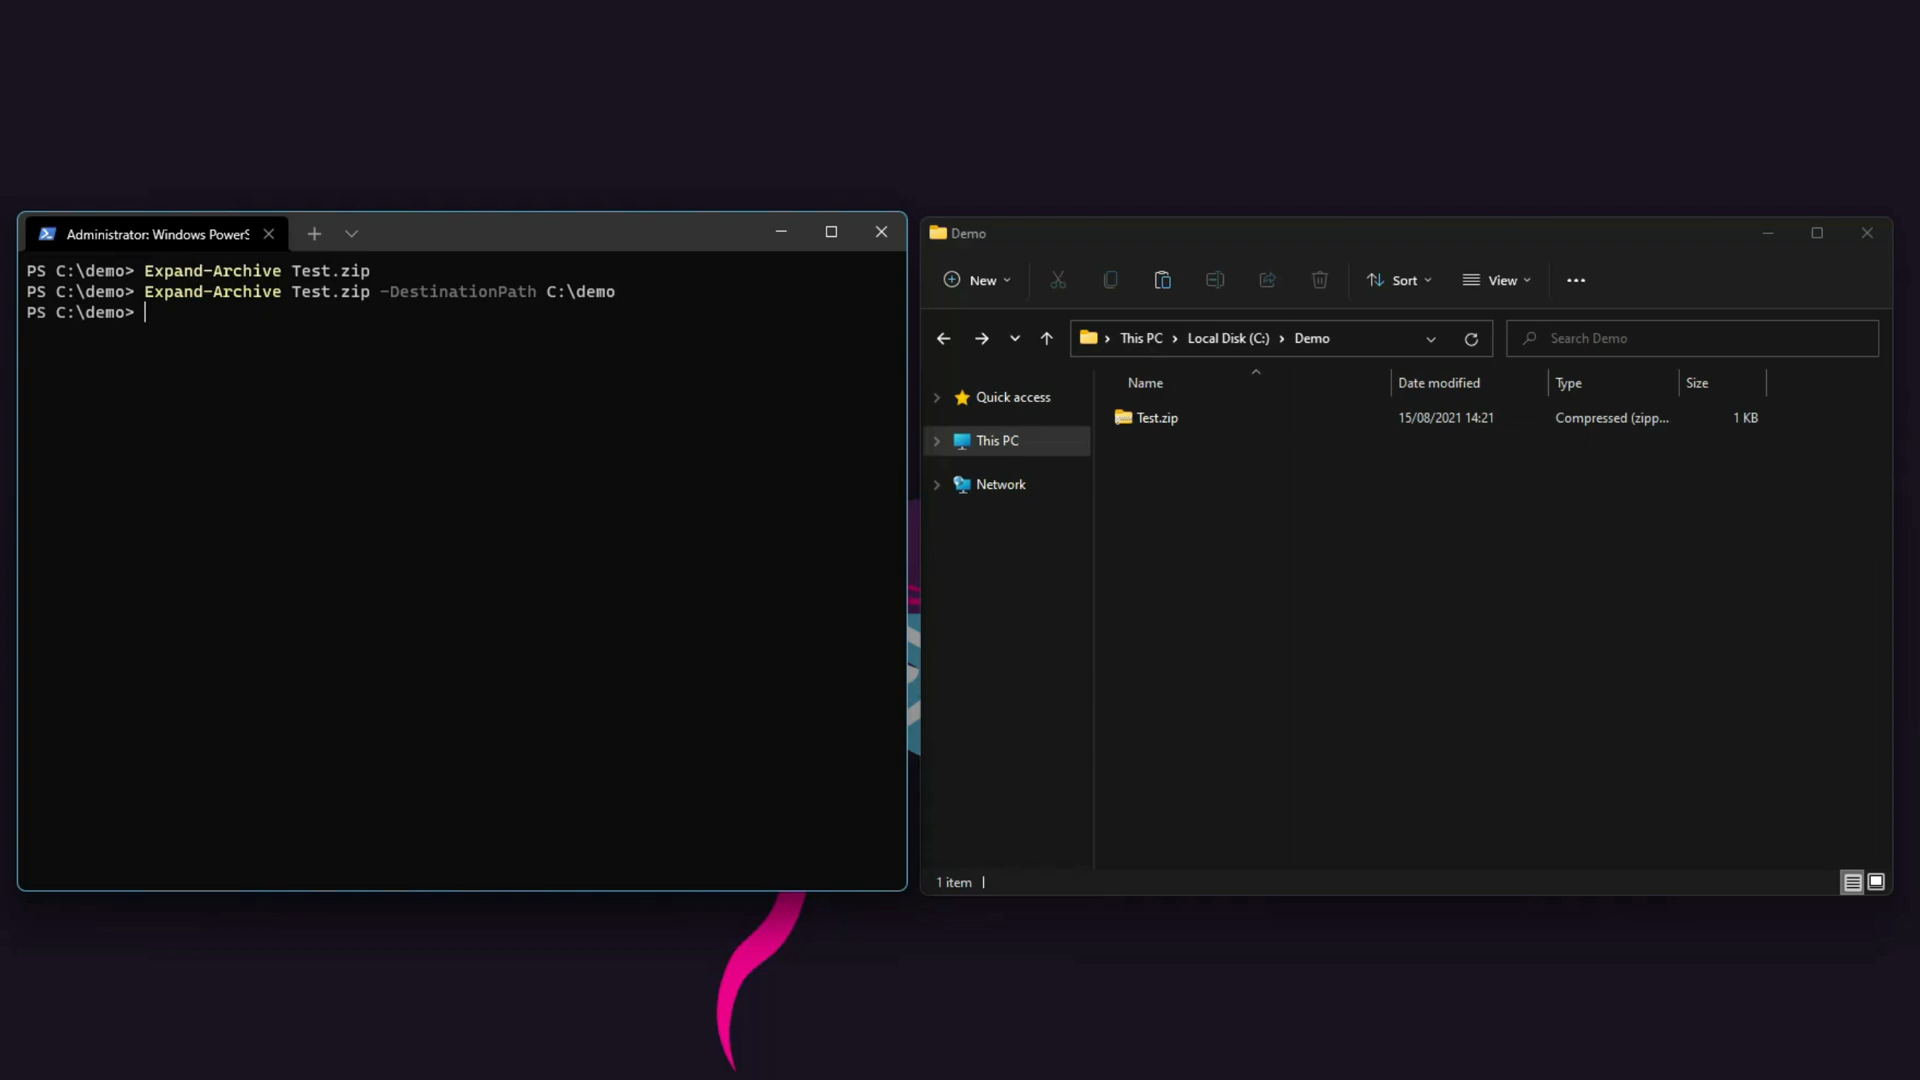 Administrator: Windows PowerS
PS C:\demo> Expand-Archive Test.zip
PS C:\demo> Expand-Archive Test.zip -DestinationPath C:\demo
PS C:\demo>
Demo
New
Sort
View
This PC > Local Disk (C:) > Demo
Search Demo
Quick access
This PC
Network
Name Date modified Type Size
Test.zip 15/08/2021 14:21 Compressed (zipp... 1 KB
1 item